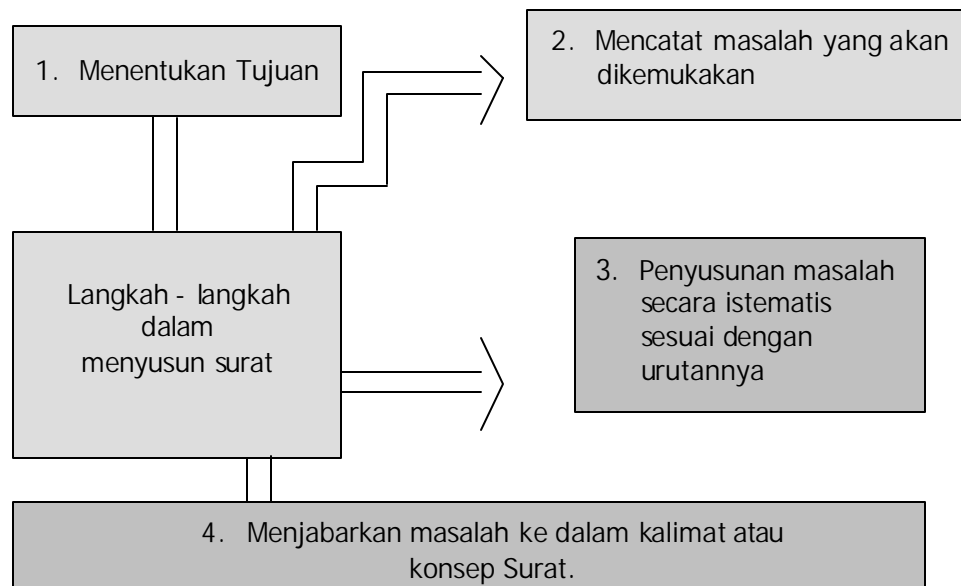 1. Menentukan Tujuan
2. Mencatat masalah yang akan
dikemukakan
Langkah - langkah
dalam
menyusun surat
3. Penyusunan masalah
secara istematis
sesuai dengan
urutannya
4. Menjabarkan masalah ke dalam kalimat atau
konsep Surat.